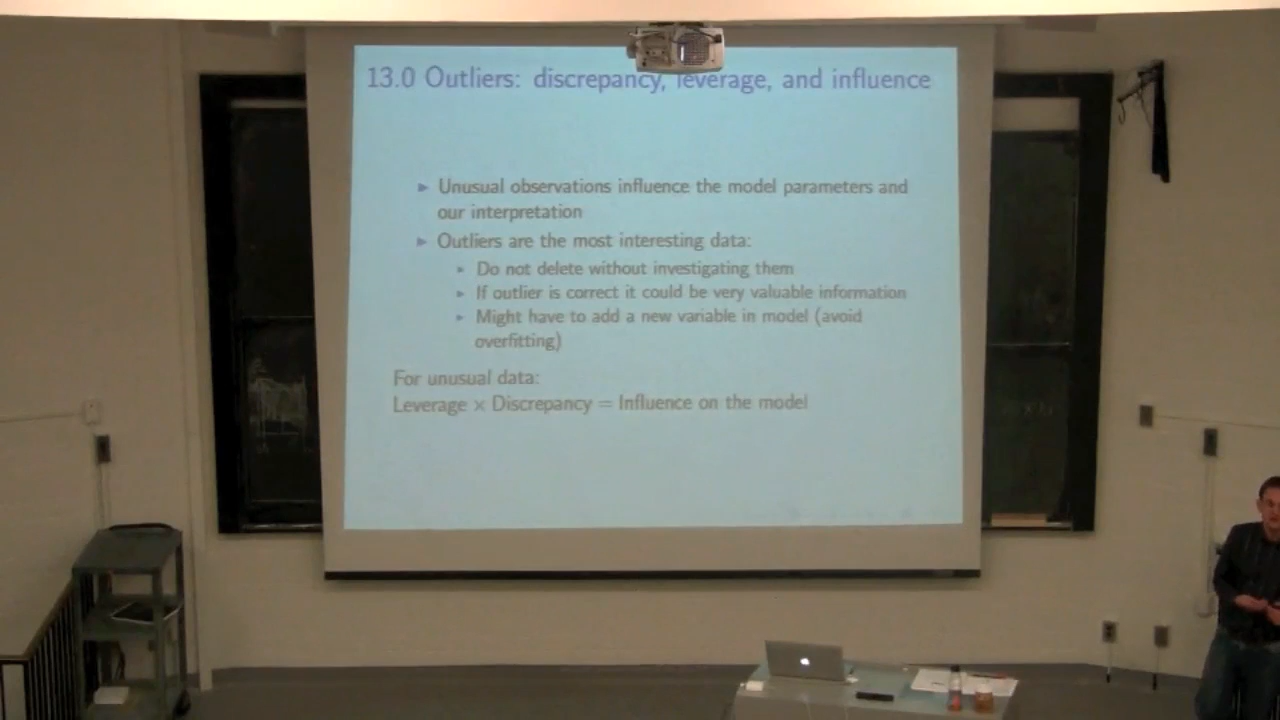 13.0 Outliers: discrepancy, leverage, and influence
Unusual observations influence the model parameters and
our interpretation
Outliers are the most interesting data:
Do not delete without investigating them
If outlier is correct it could be very valuable information
Might have to add a new variable in model (avoid
overfitting)
For unusual data:
Leverage × Discrepancy = Influence on the model